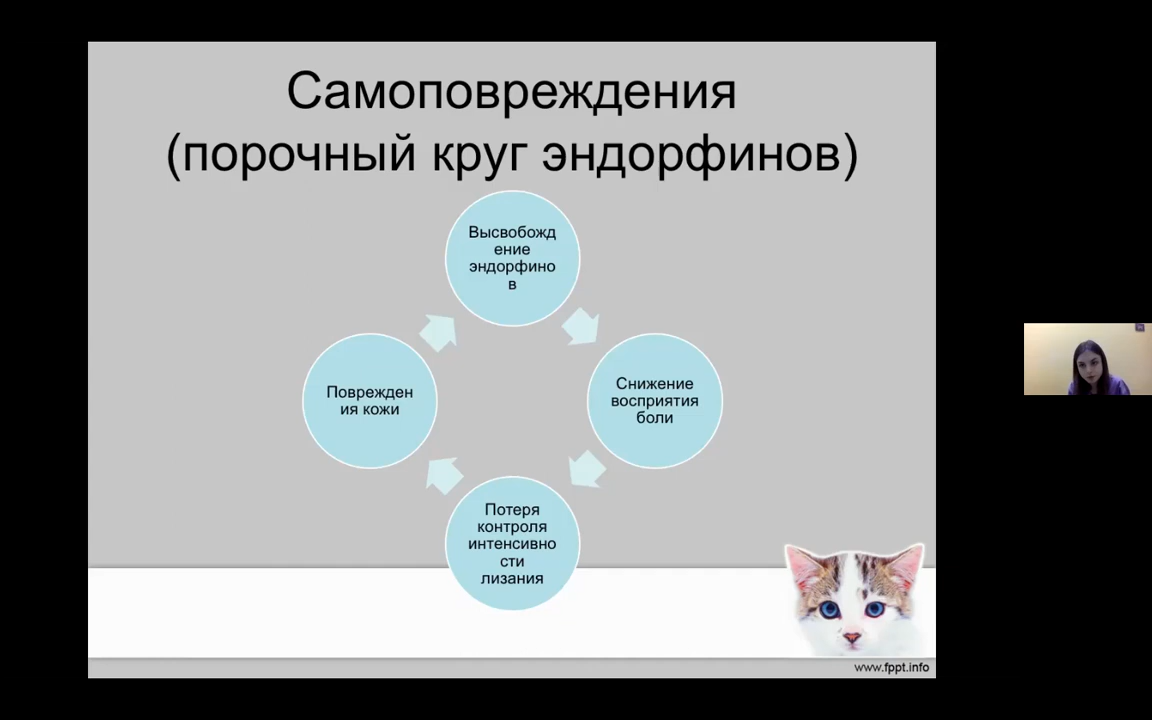 Самоповреждения
(порочный круг эндорфинов)
Высвобожд
ение
эндорфино
в
Поврежден
ия кожи
Снижение
восприятия
боли
Потеря
контроля
интенсивно
сти
лизания
www.fppt.info